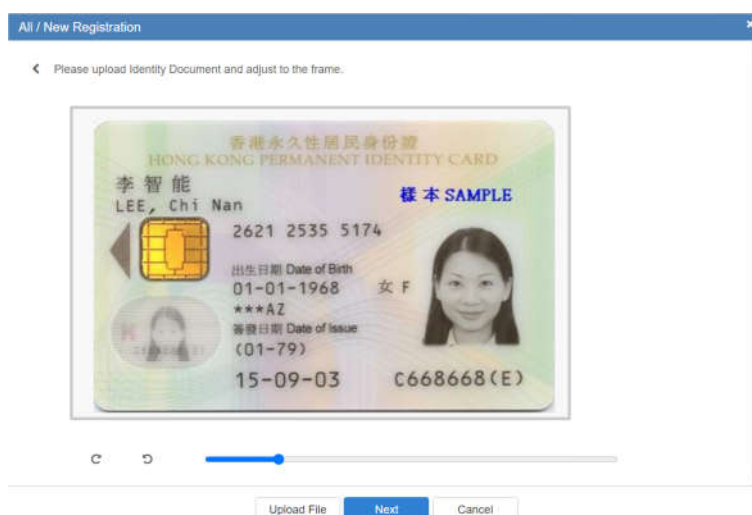 All / New Registration
Please upload Identity Document and adjust to the frame.
香港永久性居民身份證
HONG KONG PERMANENT IDENTITY CARD
李智能
LEE, Chi Nan
樣本 SAMPLE
2621 2535 5174
出生日期 Date of Birth
01-01-1968 女 F
***AZ
簽發日期 Date of Issue
(01-79)
15-09-03 C668668(E)
Upload File Next Cancel